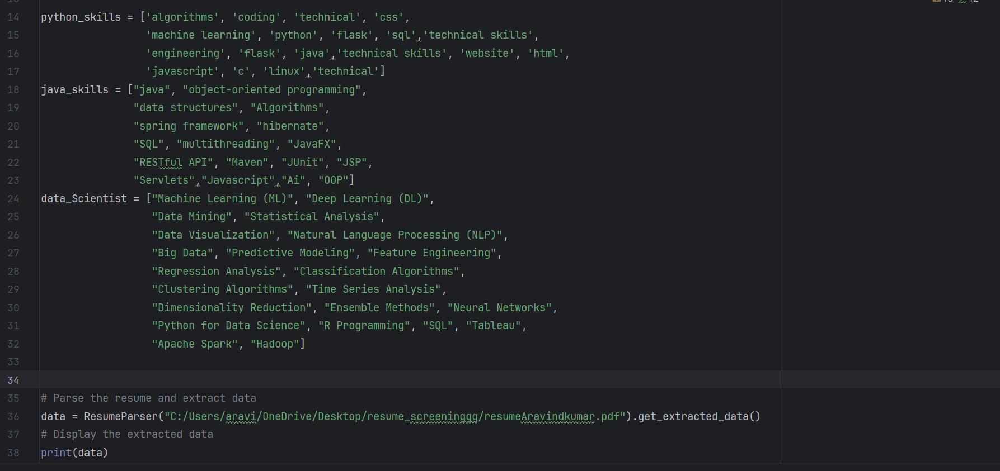 14 python_skills = ['algorithms', 'coding', 'technical', 'css',
15 'machine learning', 'python', 'flask', 'sql','technical skills',
16 'engineering', 'flask', 'java','technical skills', 'website', 'html',
17 'javascript', 'c', 'linux','technical']
18 java_skills = ["java", "object-oriented programming",
19 "data structures", "Algorithms",
20 "spring framework", "hibernate",
21 "SQL", "multithreading", "JavaFX",
22 "RESTful API", "Maven", "JUnit", "JSP",
23 "Servlets","Javascript","Ai", "OOP"]
24 data_Scientist = ["Machine Learning (ML)", "Deep Learning (DL)",
25 "Data Mining", "Statistical Analysis",
26 "Data Visualization", "Natural Language Processing (NLP)",
27 "Big Data", "Predictive Modeling", "Feature Engineering",
28 "Regression Analysis", "Classification Algorithms",
29 "Clustering Algorithms", "Time Series Analysis",
30 "Dimensionality Reduction", "Ensemble Methods", "Neural Networks",
31 "Python for Data Science", "R Programming", "SQL", "Tableau",
32 "Apache Spark", "Hadoop"]
33
34
35 # Parse the resume and extract data
36 data = ResumeParser("C:/Users/aravi/OneDrive/Desktop/resume_screeninggg/resumeAravindkumar.pdf").get_extracted_data()
37 # Display the extracted data
38 print(data)